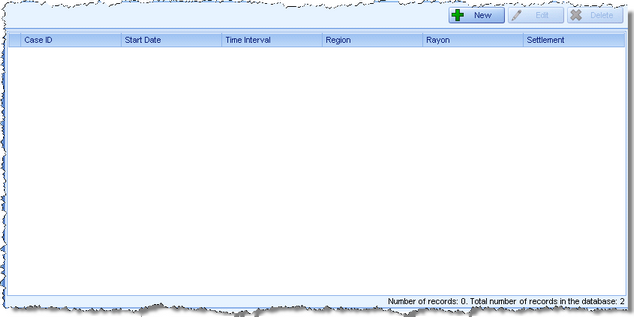 New Edit Delete
Case ID Start Date Time Interval Region Rayon Settlement
Number of records: 0. Total number of records in the database: 2